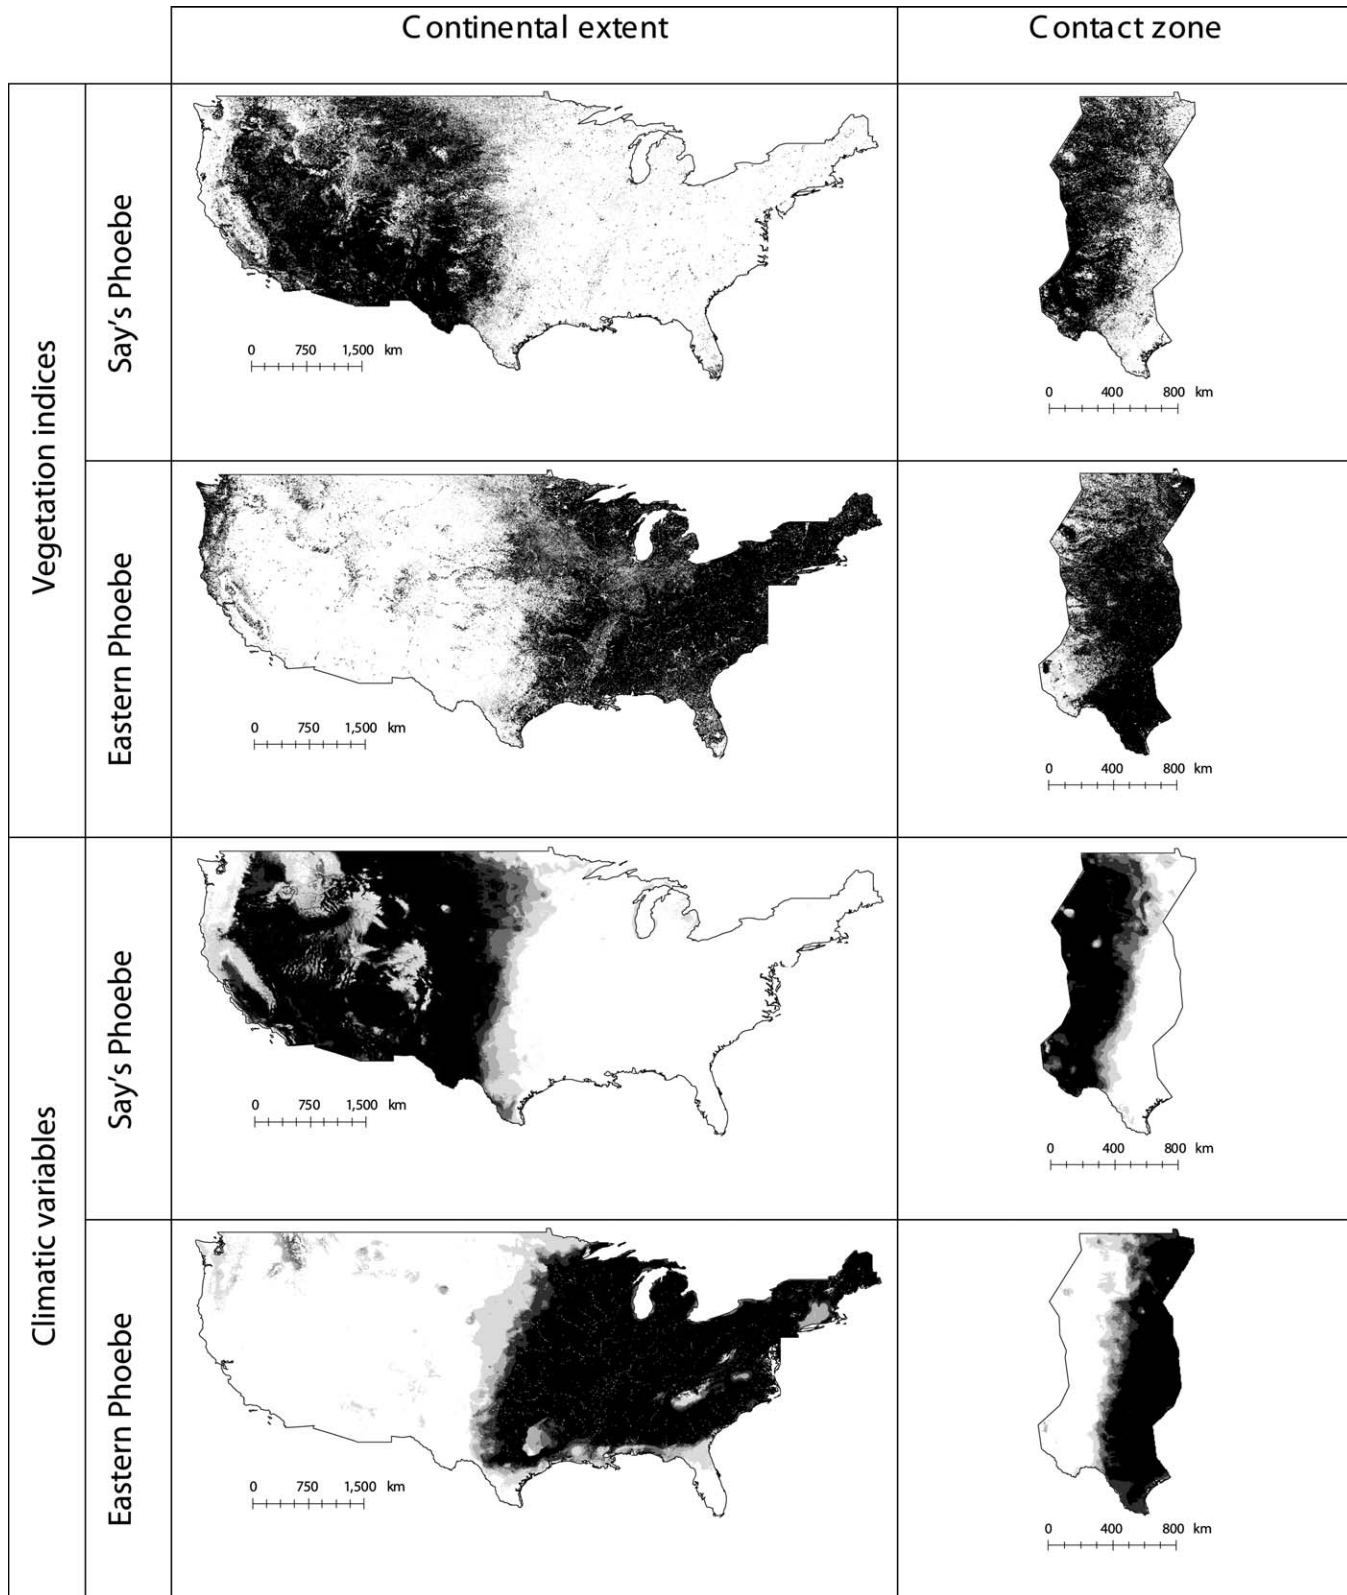 Continental extent
Contact zone
Vegetation indices
Say's Phoebe
0 750 1,500 km
0 400 800 km
Eastern Phoebe
0 750 1,500 km
0 400 800 km
Climatic variables
Say's Phoebe
0 750 1,500 km
0 400 800 km
Eastern Phoebe
0 750 1,500 km
0 400 800 km